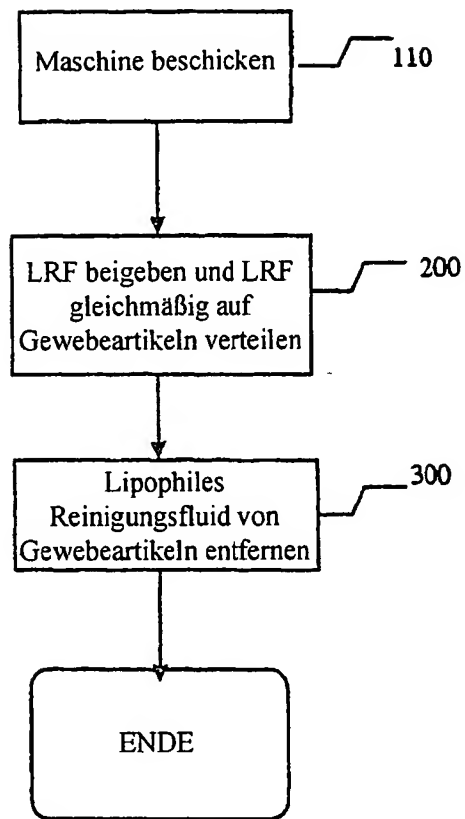 Maschine beschicken
110
LRF beigeben und LRF
gleichmäßig auf
Gewebeartikeln verteilen
200
Lipophiles
Reinigungsfluid von
Gewebeartikeln entfernen
300
ENDE